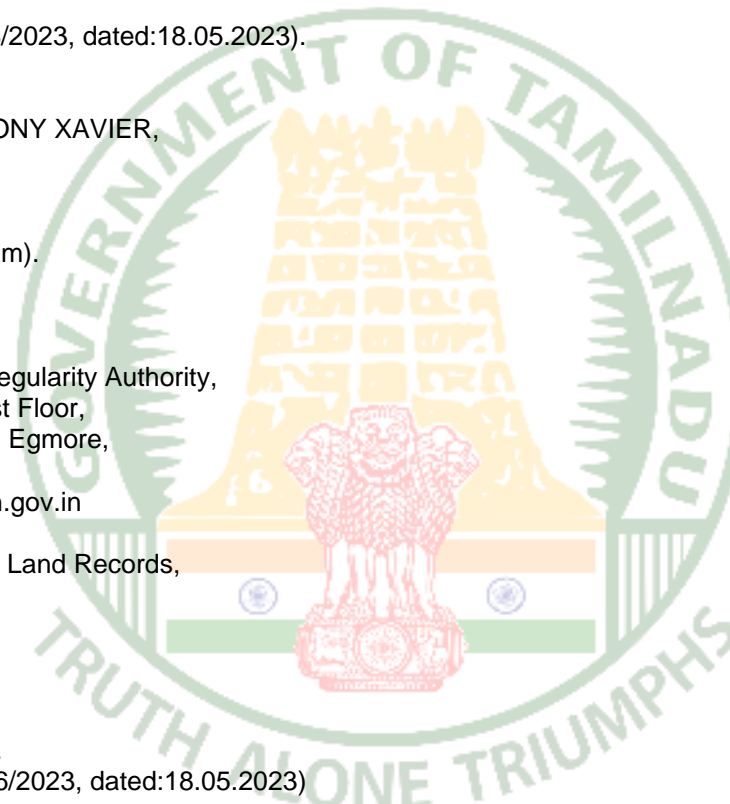 /2023, dated:18.05.2023).
ONY XAVIER,
m).
egularity Authority,
st Floor,
Egmore,
n.gov.in
Land Records,
6/2023, dated:18.05.2023)
GOVERNMENT OF TAMILNADU
TRUTH ALONE TRIUMPHS